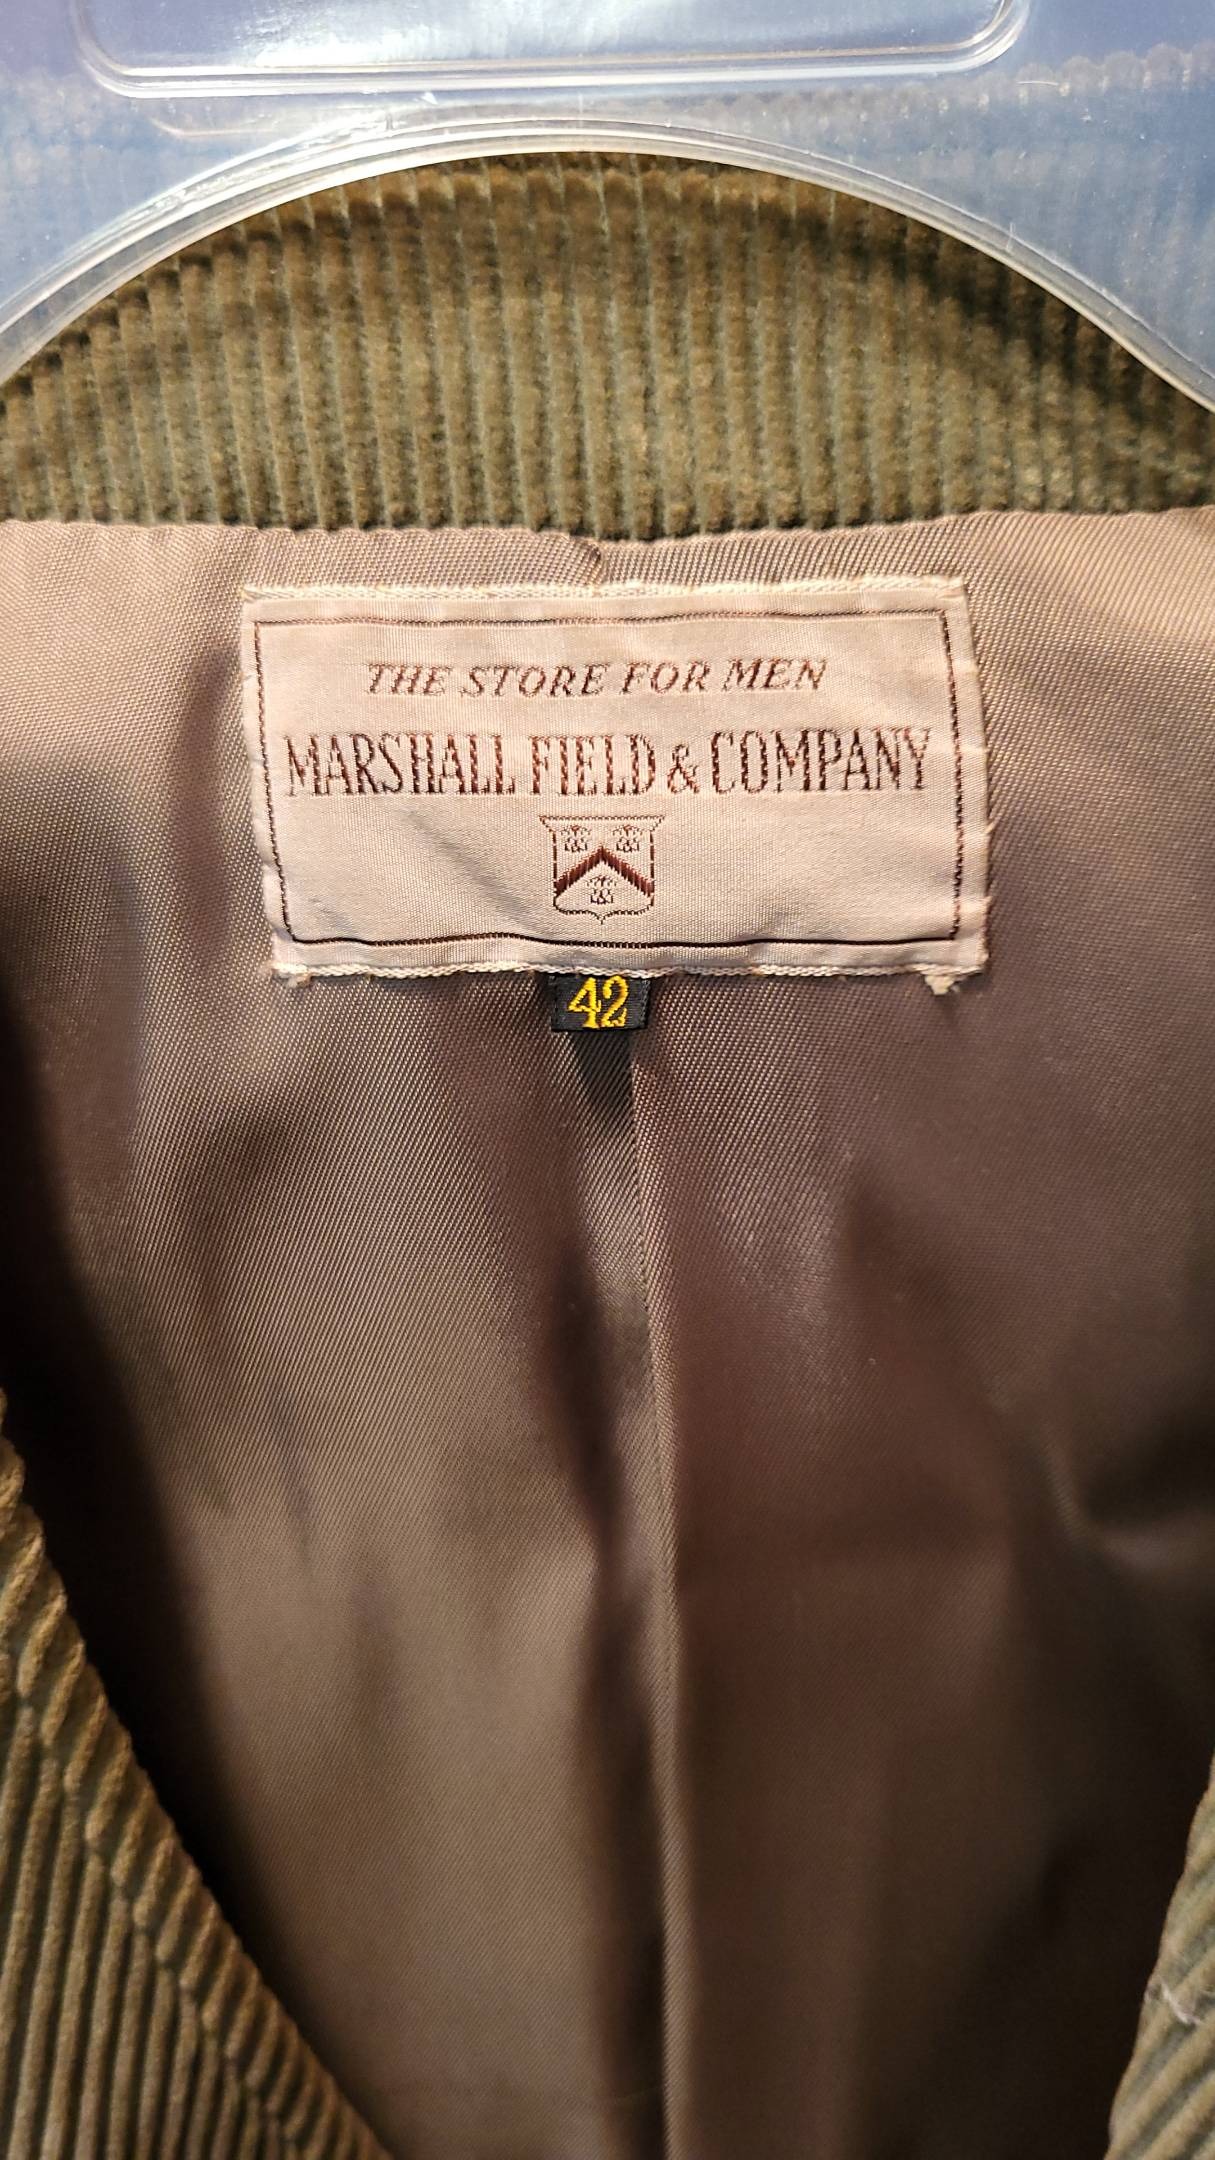 THE STORE FOR MEN
MARSHALL FIELD & COMPANY
42